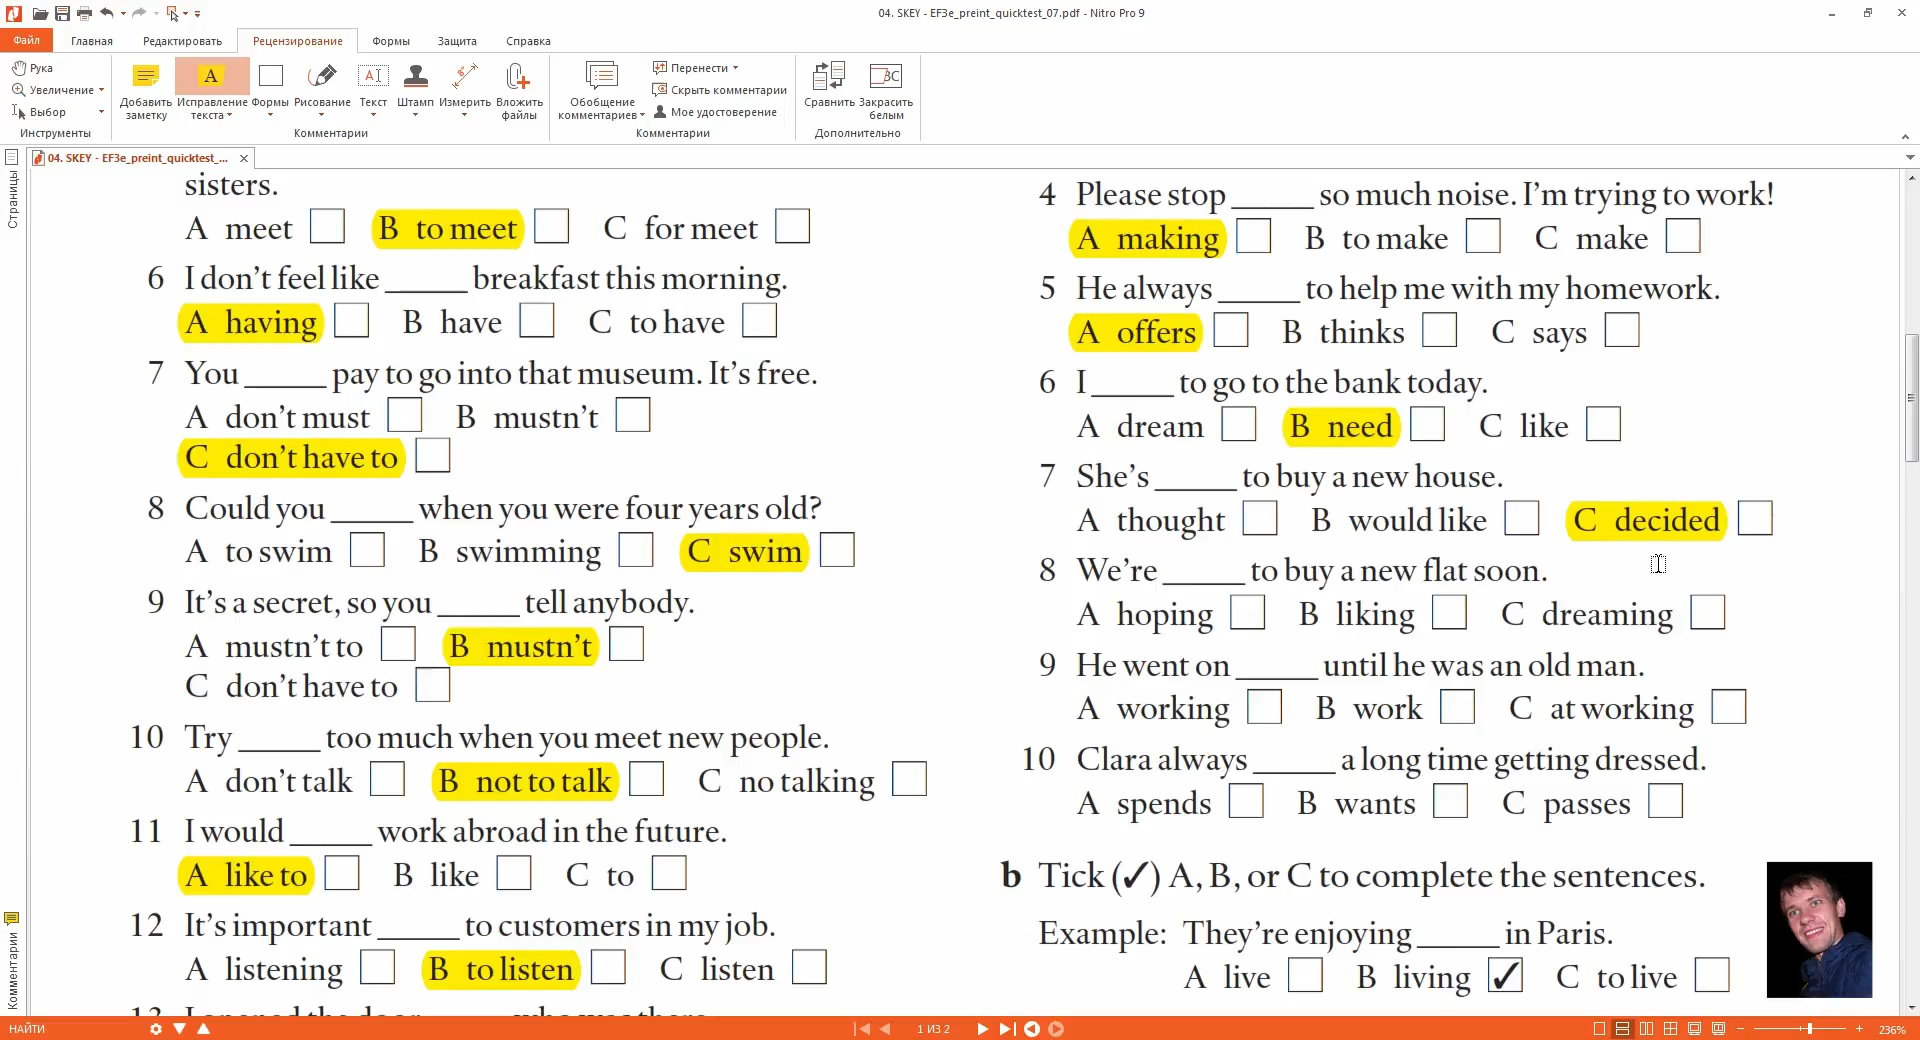 04. SKEY - EF3e_preint_quicktest_07.pdf - Nitro Pro 9
Файл Главная Редактировать Рецензирование Формы Защита Справка
Рука
Увеличение
Выбор
Инструменты
Добавить заметку
Исправление текста
Формы
Рисование
Текст
Штамп
Измерить
Вложить файлы
Комментарии
Обобщение комментариев
Перенести
Скрыть комментарии
Мое удостоверение
Комментарии
Сравнить
Закрасить белым
Дополнительно
04. SKEY - EF3e_preint_quicktest_...
Страницы
Комментарии
sisters.
A meet B to meet C for meet
6 I don't feel like _____ breakfast this morning.
A having B have C to have
7 You _____ pay to go into that museum. It's free.
A don't must B mustn't
C don't have to
8 Could you _____ when you were four years old?
A to swim B swimming C swim
9 It's a secret, so you _____ tell anybody.
A mustn't to B mustn't
C don't have to
10 Try _____ too much when you meet new people.
A don't talk B not to talk C no talking
11 I would _____ work abroad in the future.
A like to B like C to
12 It's important _____ to customers in my job.
A listening B to listen C listen
4 Please stop _____ so much noise. I'm trying to work!
A making B to make C make
5 He always _____ to help me with my homework.
A offers B thinks C says
6 I _____ to go to the bank today.
A dream B need C like
7 She's _____ to buy a new house.
A thought B would like C decided
8 We're _____ to buy a new flat soon.
A hoping B liking C dreaming
9 He went on _____ until he was an old man.
A working B work C at working
10 Clara always _____ a long time getting dressed.
A spends B wants C passes
b Tick (✓) A, B, or C to complete the sentences.
Example: They're enjoying _____ in Paris.
A live B living ✓ C to live
НАЙТИ
1 ИЗ 2
236%